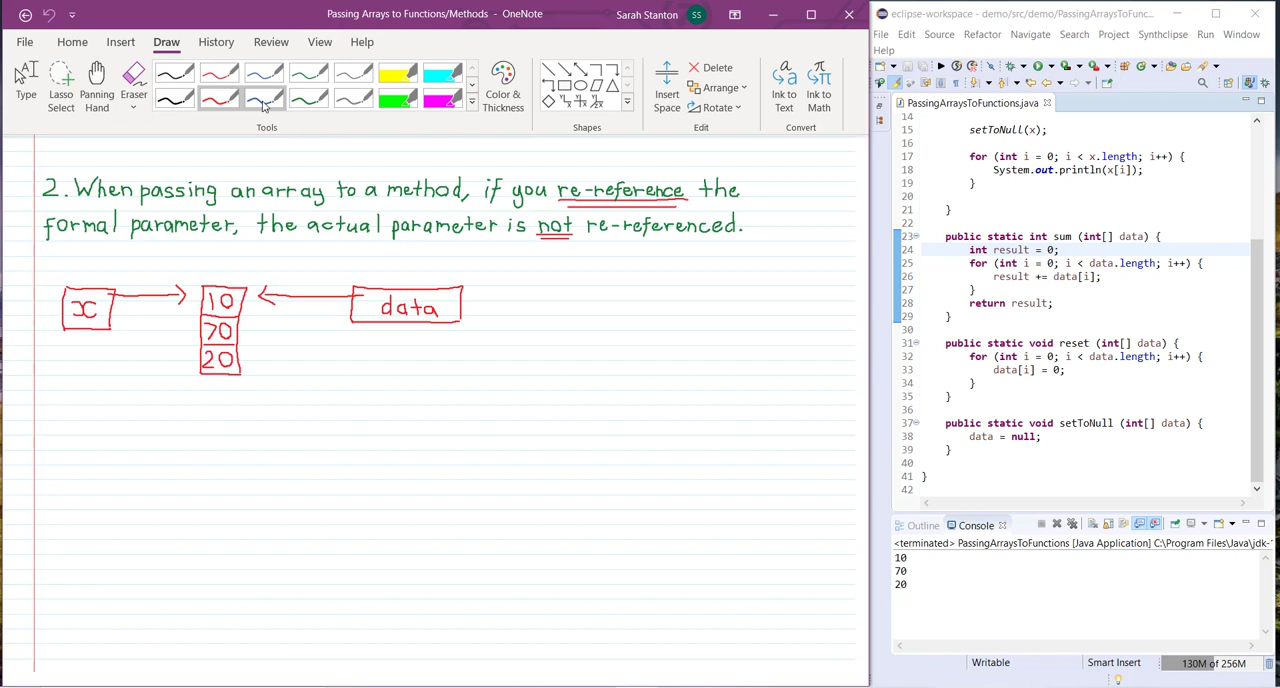 Passing Arrays to Functions/Methods - OneNote
Sarah Stanton
SS
File Home Insert Draw History Review View Help
Type
Lasso Select
Panning Hand
Eraser
Color & Thickness
Insert Space
Delete
Arrange
Rotate
Ink to Text
Ink to Math
Tools
Shapes
Edit
Convert
2. When passing an array to a method, if you re-reference the
formal parameter, the actual parameter is not re-referenced.
x
10
70
20
data
eclipse-workspace - demo/src/demo/PassingArraysToFunc...
File Edit Source Refactor Navigate Search Project Synthclipse Run Window
Help
PassingArraysToFunctions.java
14
15 setToNull(x);
16
17 for (int i = 0; i < x.length; i++) {
18 System.out.println(x[i]);
19 }
20
21 }
22
23 public static int sum (int[] data) {
24 int result = 0;
25 for (int i = 0; i < data.length; i++) {
26 result += data[i];
27 }
28 return result;
29 }
30
31 public static void reset (int[] data) {
32 for (int i = 0; i < data.length; i++) {
33 data[i] = 0;
34 }
35 }
36
37 public static void setToNull (int[] data) {
38 data = null;
39 }
40
41 }
42
Outline Console
<terminated> PassingArraysToFunctions [Java Application] C:\Program Files\Java\jdk-
10
70
20
Writable
Smart Insert
130M of 256M